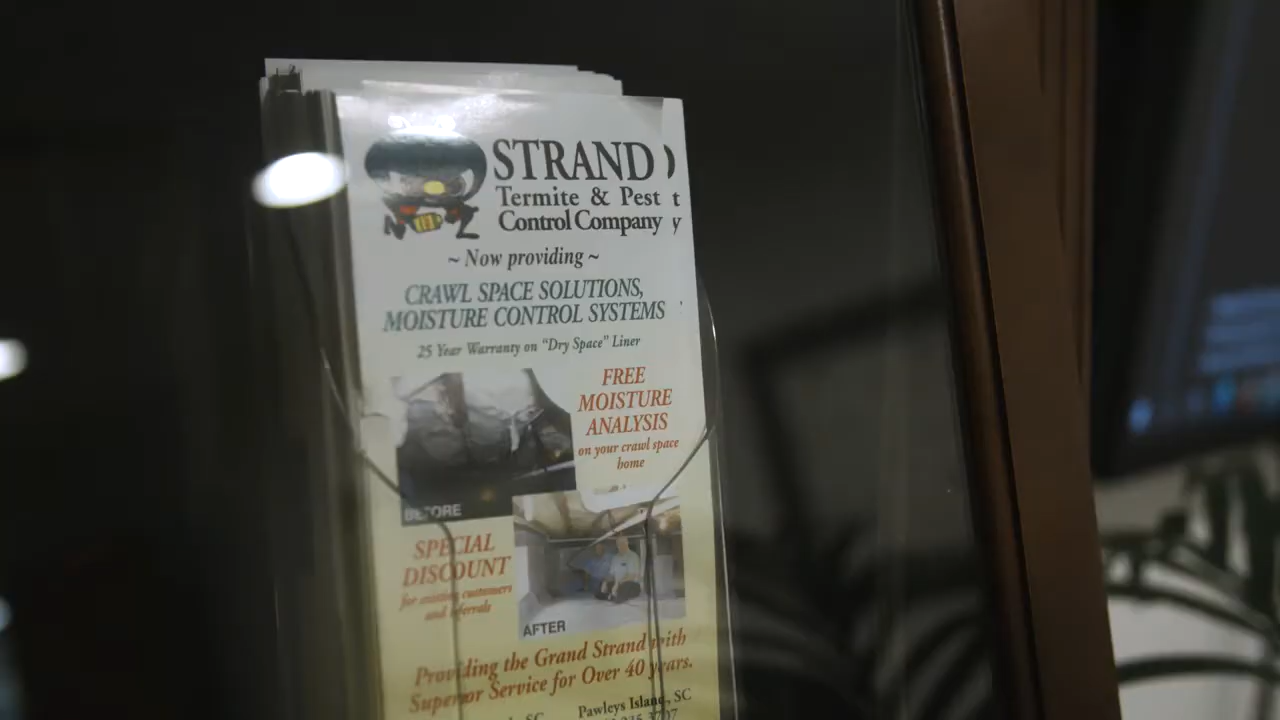 STRAND
Termite & Pest
Control Company
~ Now providing ~
CRAWL SPACE SOLUTIONS,
MOISTURE CONTROL SYSTEMS
25 Year Warranty on "Dry Space" Liner
FREE
MOISTURE
ANALYSIS
on your crawl space
home
BEFORE
SPECIAL
DISCOUNT
for existing customers
and referrals
AFTER
Providing the Grand Strand with
Superior Service for Over 40 years.
SC
Pawleys Island, SC